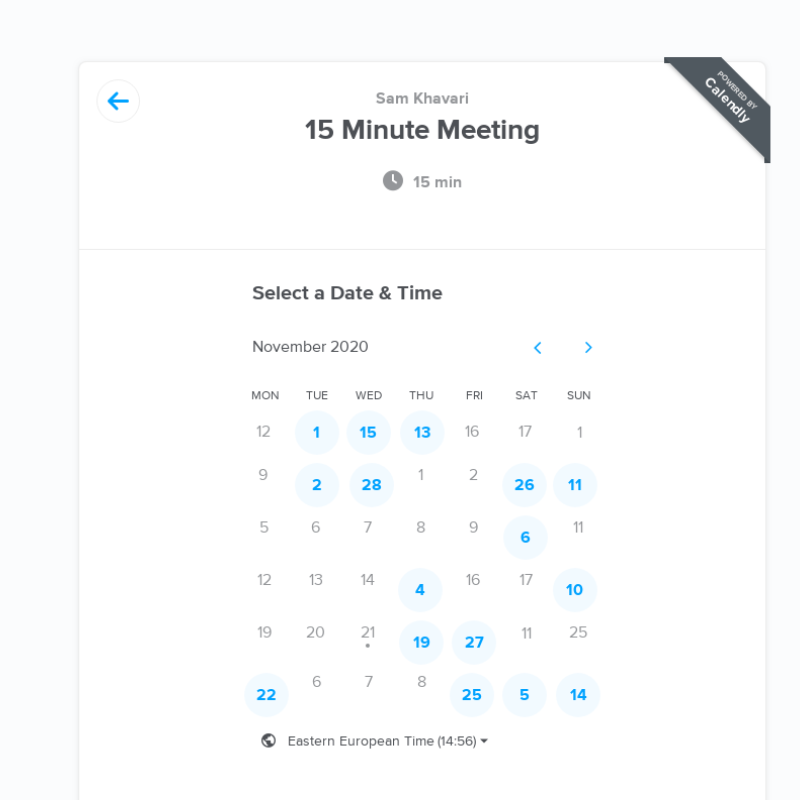 POWERED BY
Calendly
Sam Khavari
15 Minute Meeting
15 min
Select a Date & Time
November 2020
MON TUE WED THU FRI SAT SUN
12 1 15 13 16 17 1
9 2 28 1 2 26 11
5 6 7 8 9 6 11
12 13 14 4 16 17 10
19 20 21 19 27 11 25
22 6 7 8 25 5 14
Eastern European Time (14:56)